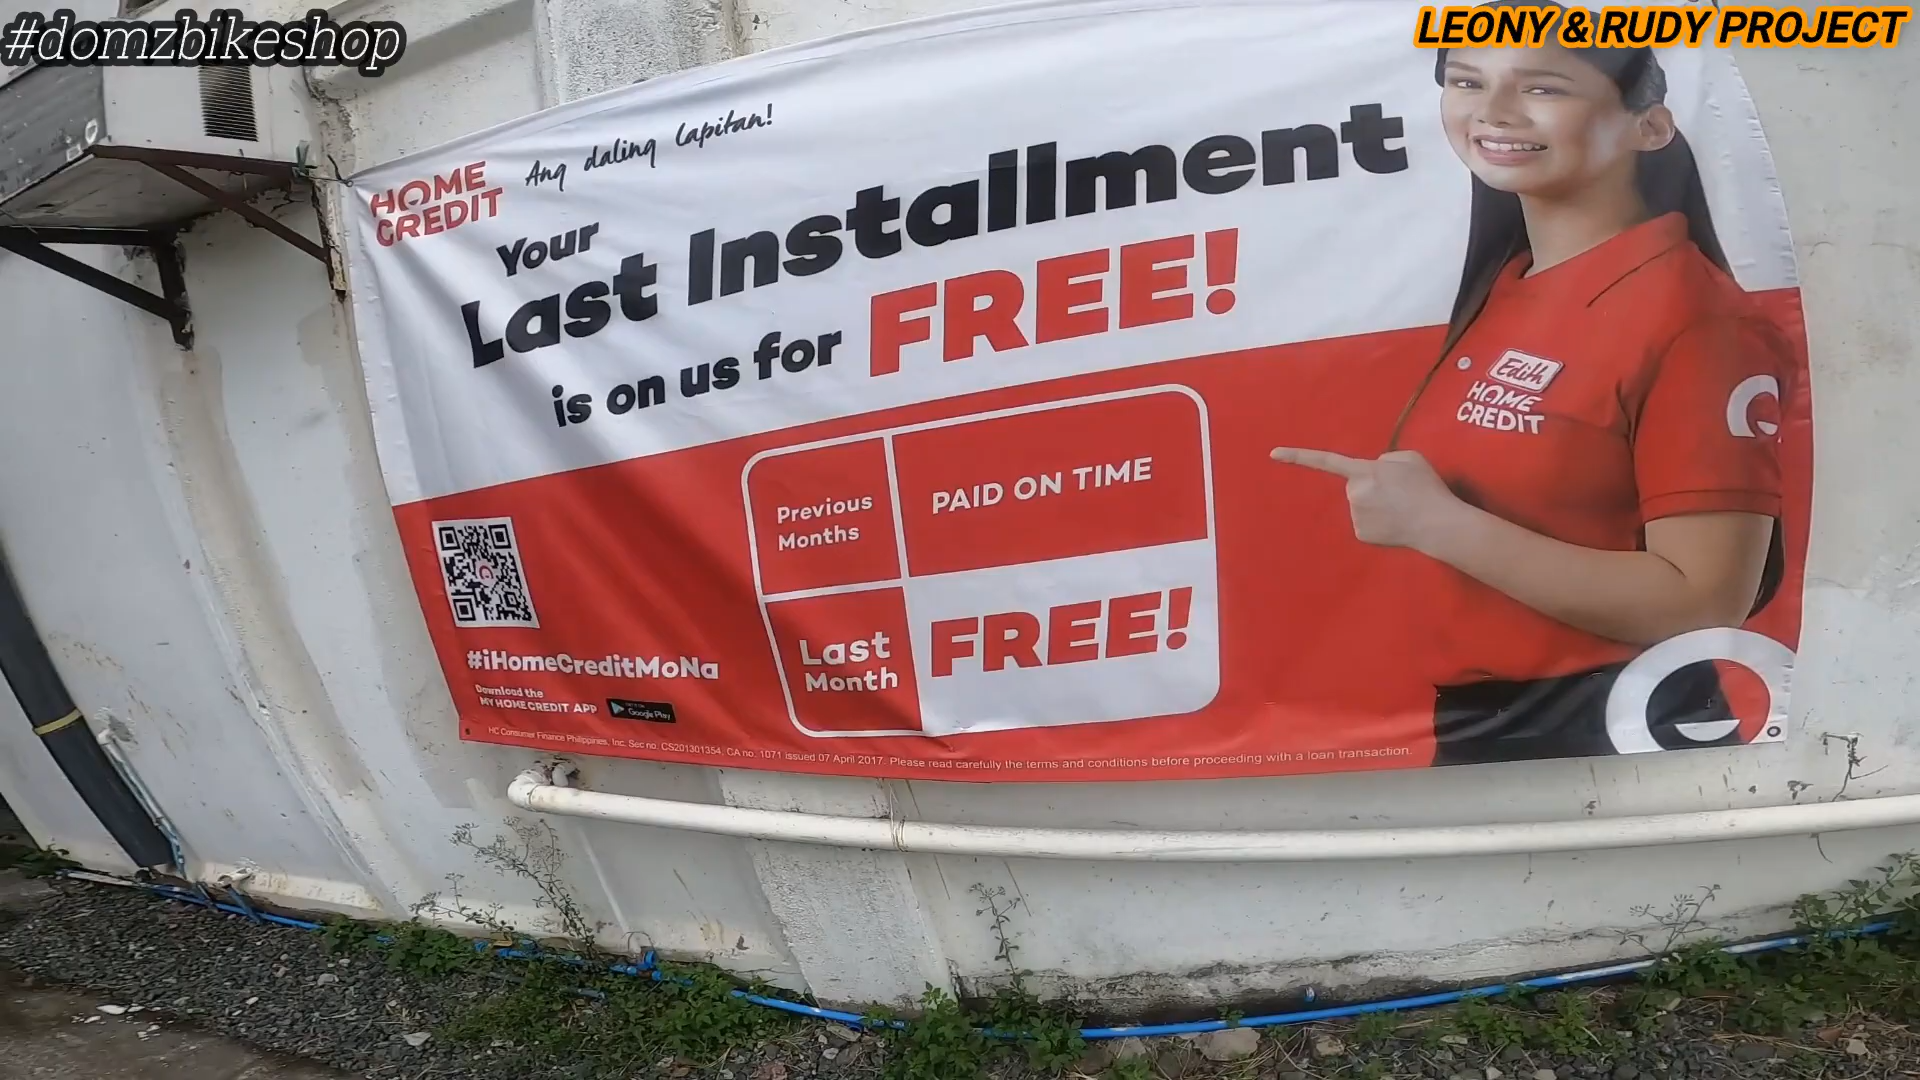 #domzbikeshop
LEONY & RUDY PROJECT
HOME
CREDIT
Ang daling lapitan!
Your
Last Installment
is on us for FREE!
Edith
HOME
CREDIT
Previous
Months
PAID ON TIME
Last
Month
FREE!
#iHomeCreditMoNa
Download the
MY HOME CREDIT APP
GET IT ON
Google Play
HC Consumer Finance Philippines, Inc. Sec no. CS201301354, CA no. 1071 issued 07 April 2017. Please read carefully the terms and conditions before proceeding with a loan transaction.